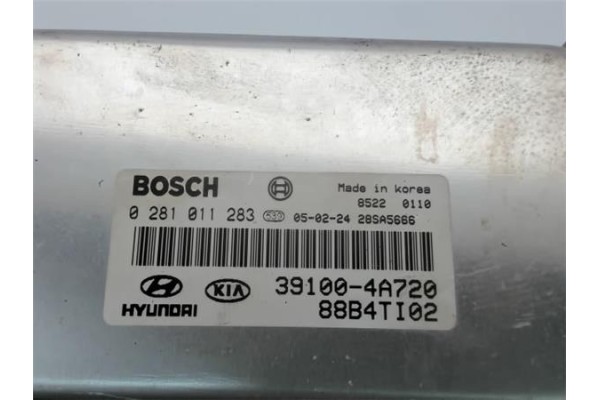 BOSCH Made in korea
8522 0110
0 281 011 283 05-02-24 28SA5666
HYUNDAI KIA 39100-4A720
88B4TI02